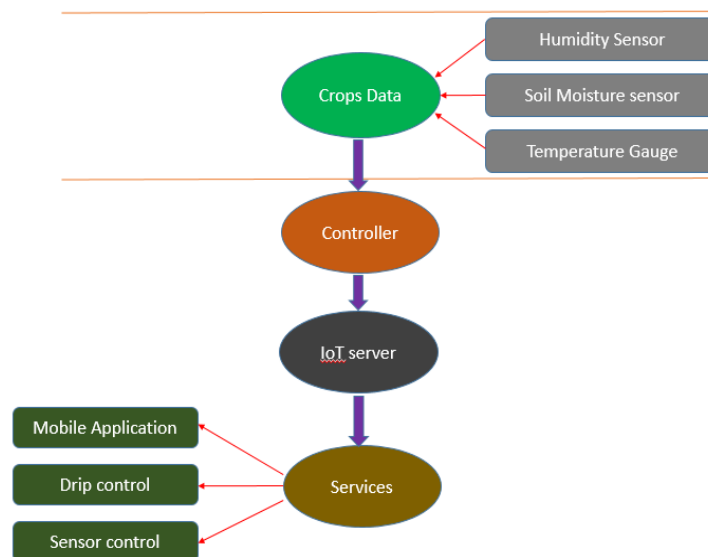 Humidity Sensor
Crops Data
Soil Moisture sensor
Temperature Gauge
Controller
IoT server
Mobile Application
Drip control
Services
Sensor control